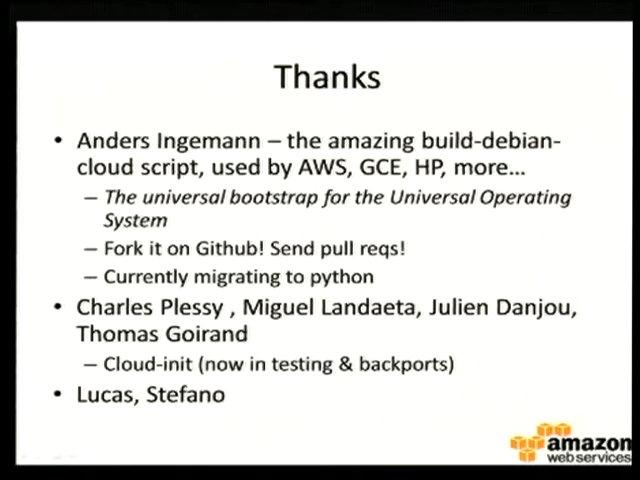 Thanks
• Anders Ingemann – the amazing build-debian-
cloud script, used by AWS, GCE, HP, more…
– The universal bootstrap for the Universal Operating
System
– Fork it on Github! Send pull reqs!
– Currently migrating to python
• Charles Plessy , Miguel Landaeta, Julien Danjou,
Thomas Goirand
– Cloud-init (now in testing & backports)
• Lucas, Stefano
amazon
webservices